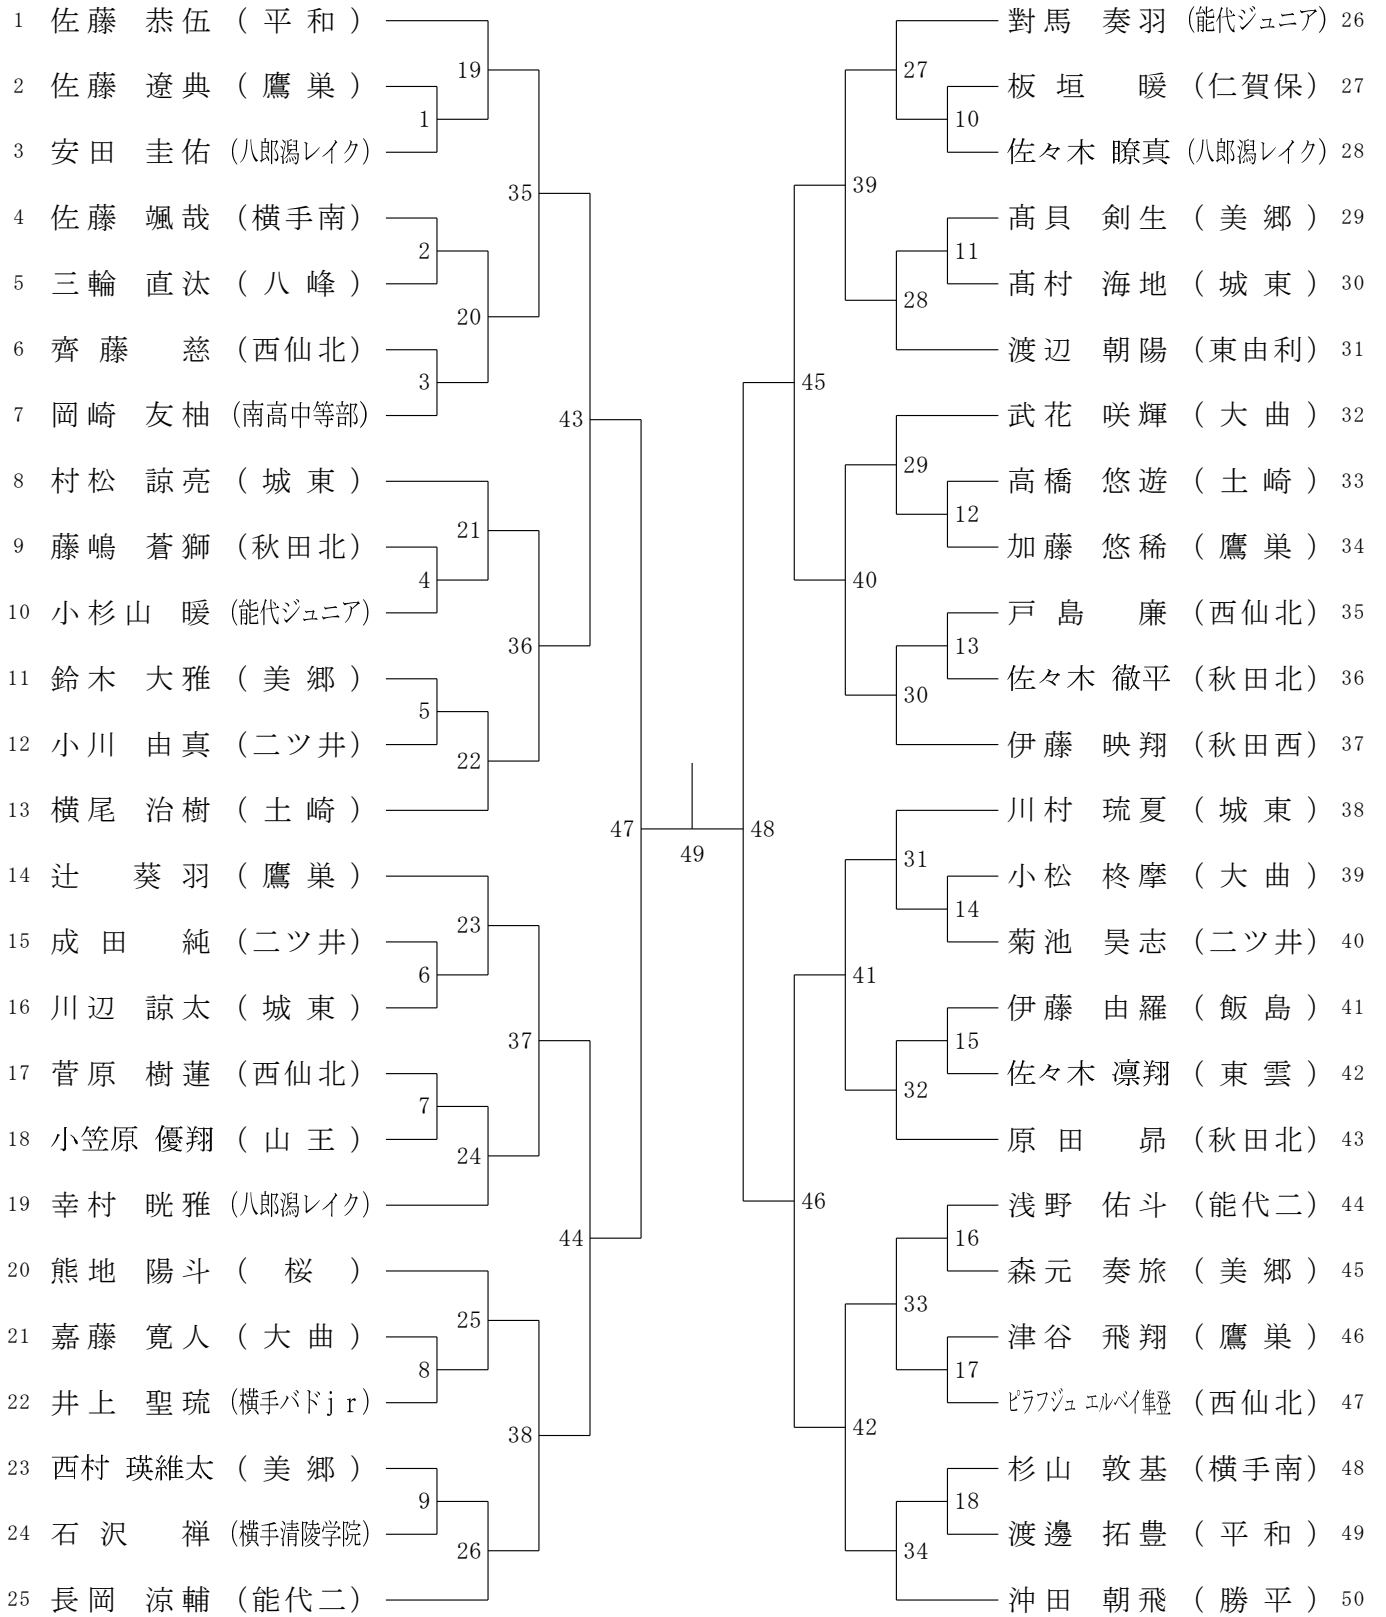 1 佐藤 恭伍 (平和)
2 佐藤 遼典 (鷹巣)
3 安田 圭佑 (八郎潟レイク)
4 佐藤 颯哉 (横手南)
5 三輪 直汰 (八峰)
6 齊藤 慈 (西仙北)
7 岡崎 友柚 (南高中等部)
8 村松 諒亮 (城東)
9 藤嶋 蒼獅 (秋田北)
10 小杉山 暖 (能代ジュニア)
11 鈴木 大雅 (美郷)
12 小川 由真 (二ツ井)
13 横尾 治樹 (土崎)
14 辻 葵羽 (鷹巣)
15 成田 純 (二ツ井)
16 川辺 諒太 (城東)
17 菅原 樹蓮 (西仙北)
18 小笠原 優翔 (山王)
19 幸村 晄雅 (八郎潟レイク)
20 熊地 陽斗 (桜)
21 嘉藤 寛人 (大曲)
22 井上 聖琉 (横手バドjr)
23 西村 瑛維太 (美郷)
24 石沢 禅 (横手清陵学院)
25 長岡 涼輔 (能代二)
1
2
3
4
5
6
7
8
9
19
20
21
22
23
24
25
26
35
36
37
38
43
44
47
49
48
45
46
39
40
41
42
27
28
29
30
31
32
33
34
10
11
12
13
14
15
16
17
18
對馬 奏羽 (能代ジュニア) 26
板垣 暖 (仁賀保) 27
佐々木 瞭真 (八郎潟レイク) 28
髙貝 剣生 (美郷) 29
髙村 海地 (城東) 30
渡辺 朝陽 (東由利) 31
武花 咲輝 (大曲) 32
高橋 悠遊 (土崎) 33
加藤 悠稀 (鷹巣) 34
戸島 廉 (西仙北) 35
佐々木 徹平 (秋田北) 36
伊藤 映翔 (秋田西) 37
川村 琉夏 (城東) 38
小松 柊摩 (大曲) 39
菊池 昊志 (二ツ井) 40
伊藤 由羅 (飯島) 41
佐々木 凛翔 (東雲) 42
原田 昴 (秋田北) 43
浅野 佑斗 (能代二) 44
森元 奏旅 (美郷) 45
津谷 飛翔 (鷹巣) 46
ピラフジュ エルベイ隼登 (西仙北) 47
杉山 敦基 (横手南) 48
渡邊 拓豊 (平和) 49
沖田 朝飛 (勝平) 50